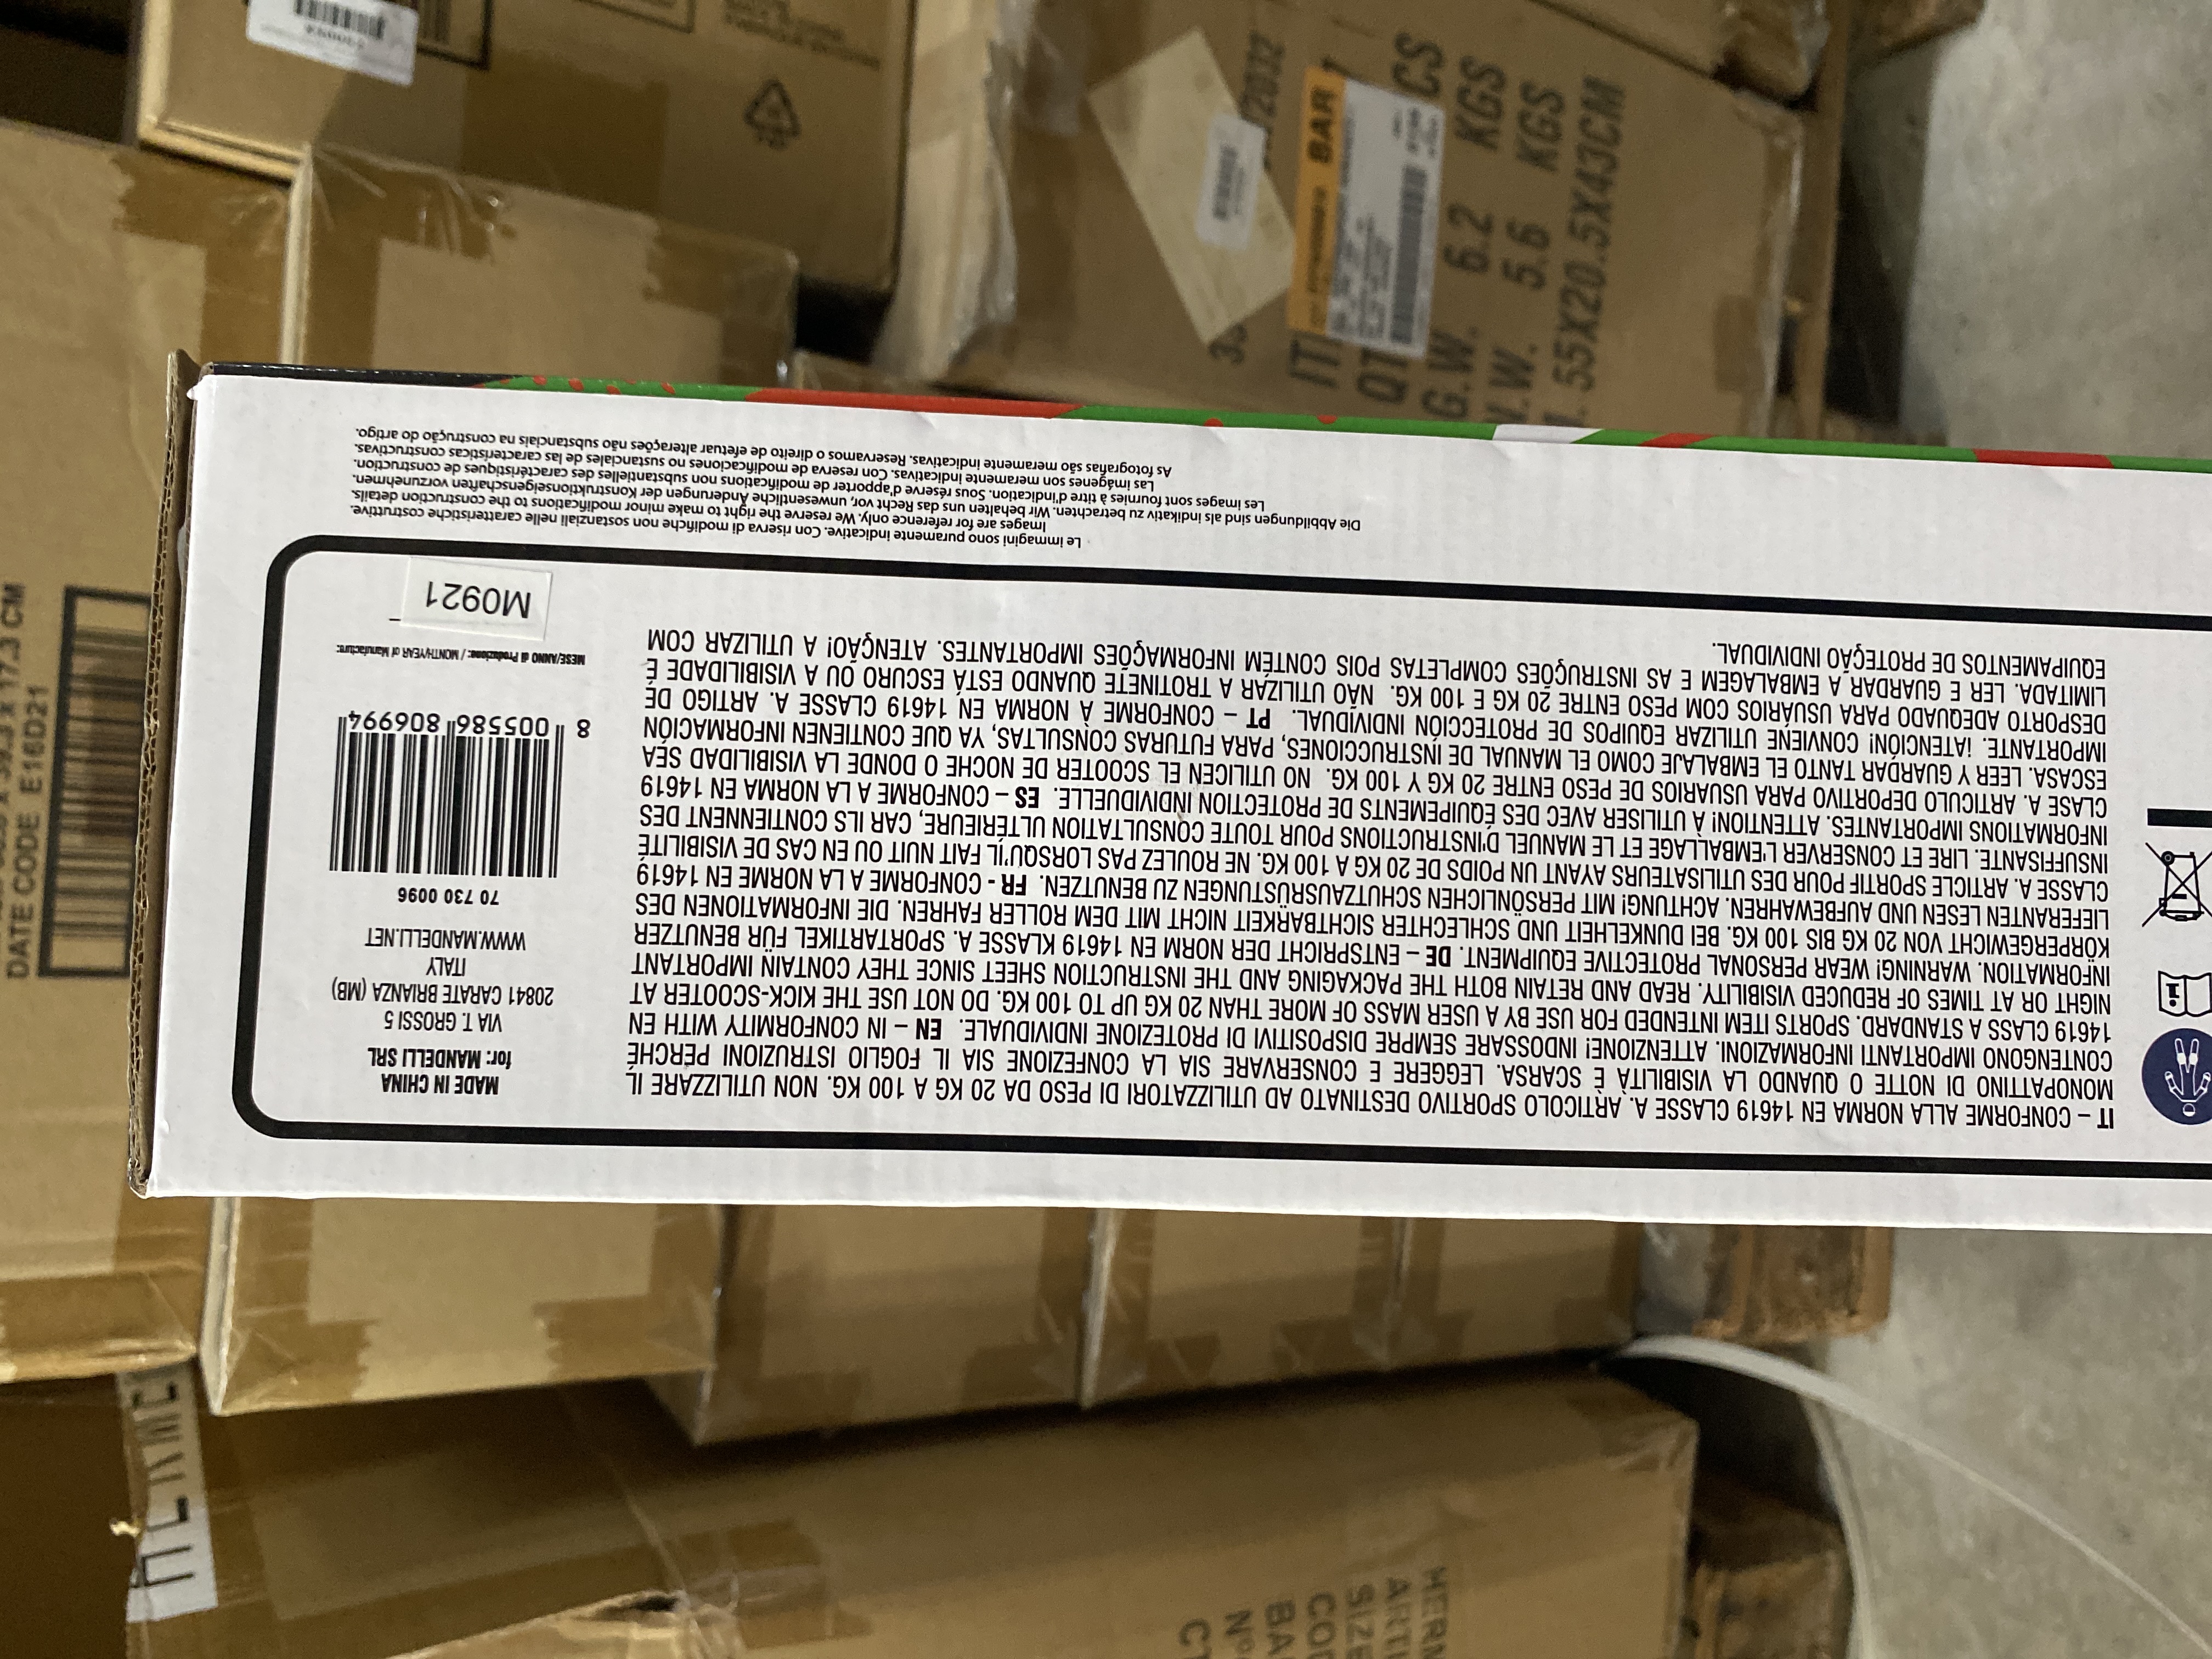 IT – CONFORME ALLA NORMA EN 14619 CLASSE A. ARTICOLO SPORTIVO DESTINATO AD UTILIZZATORI DI PESO DA 20 KG A 100 KG. NON UTILIZZARE IL
MONOPATTINO DI NOTTE O QUANDO LA VISIBILITÀ È SCARSA. LEGGERE E CONSERVARE SIA LA CONFEZIONE SIA IL FOGLIO ISTRUZIONI PERCHÉ
CONTENGONO IMPORTANTI INFORMAZIONI. ATTENZIONE! INDOSSARE SEMPRE DISPOSITIVI DI PROTEZIONE INDIVIDUALE. EN – IN CONFORMITY WITH EN
14619 CLASS A STANDARD. SPORTS ITEM INTENDED FOR USE BY A USER MASS OF MORE THAN 20 KG UP TO 100 KG. DO NOT USE THE KICK-SCOOTER AT
NIGHT OR AT TIMES OF REDUCED VISIBILITY. READ AND RETAIN BOTH THE PACKAGING AND THE INSTRUCTION SHEET SINCE THEY CONTAIN IMPORTANT
INFORMATION. WARNING! WEAR PERSONAL PROTECTIVE EQUIPMENT. DE – ENTSPRICHT DER NORM EN 14619 KLASSE A. SPORTARTIKEL FÜR BENUTZER
KÖRPERGEWICHT VON 20 KG BIS 100 KG. BEI DUNKELHEIT UND SCHLECHTER SICHTBARKEIT NICHT MIT DEM ROLLER FAHREN. DIE INFORMATIONEN DES
LIEFERANTEN LESEN UND AUFBEWAHREN. ACHTUNG! MIT PERSÖNLICHEN SCHUTZAUSRÜSTUNGEN ZU BENUTZEN. FR - CONFORME A LA NORME EN 14619
CLASSE A. ARTICLE SPORTIF POUR DES UTILISATEURS AYANT UN POIDS DE 20 KG A 100 KG. NE ROULEZ PAS LORSQU'IL FAIT NUIT OU EN CAS DE VISIBILITÉ
INSUFFISANTE. LIRE ET CONSERVER L'EMBALLAGE ET LE MANUEL D'INSTRUCTIONS POUR TOUTE CONSULTATION ULTÉRIEURE, CAR ILS CONTIENNENT DES
INFORMATIONS IMPORTANTES. ATTENTION! À UTILISER AVEC DES ÉQUIPEMENTS DE PROTECTION INDIVIDUELLE. ES – CONFORME A LA NORMA EN 14619
CLASE A. ARTICULO DEPORTIVO PARA USUARIOS DE PESO ENTRE 20 KG Y 100 KG. NO UTILICEN EL SCOOTER DE NOCHE O DONDE LA VISIBILIDAD SEA
ESCASA. LEER Y GUARDAR TANTO EL EMBALAJE COMO EL MANUAL DE INSTRUCCIONES, PARA FUTURAS CONSULTAS, YA QUE CONTIENEN INFORMACIÓN
IMPORTANTE. ¡ATENCIÓN! CONVIENE UTILIZAR EQUIPOS DE PROTECCIÓN INDIVIDUAL. PT – CONFORME À NORMA EN 14619 CLASSE A. ARTIGO DE
DESPORTO ADEQUADO PARA USUÁRIOS COM PESO ENTRE 20 KG E 100 KG. NÃO UTILIZAR A TROTINETE QUANDO ESTÁ ESCURO OU A VISIBILIDADE É
LIMITADA. LER E GUARDAR A EMBALAGEM E AS INSTRUÇÕES COMPLETAS POIS CONTÉM INFORMAÇÕES IMPORTANTES. ATENÇÃO! A UTILIZAR COM
EQUIPAMENTOS DE PROTEÇÃO INDIVIDUAL.
MADE IN CHINA
for: MANDELLI SRL
VIA T. GROSSI 5
20841 CARATE BRIANZA (MB)
ITALY
WWW.MANDELLI.NET
70 730 0096
8 005586 806994
MESE/ANNO di Produzione: / MONTH/YEAR of Manufacture:
M0921
Le immagini sono puramente indicative. Con riserva di modifiche non sostanziali nelle caratteristiche costruttive.
Images are for reference only. We reserve the right to make minor modifications to the construction details.
Die Abbildungen sind als indikativ zu betrachten. Wir behalten uns das Recht vor, unwesentliche Änderungen der Konstruktionseigenschaften vorzunehmen.
Les images sont fournies à titre d'indication. Sous réserve d'apporter de modifications non substantielles des caractéristiques de construction.
Las imágenes son meramente indicativas. Con reserva de modificaciones no sustanciales de las características constructivas.
As fotografias são meramente indicativas. Reservamos o direito de efetuar alterações não substanciais na construção do artigo.
DATE CODE E16D21
G.W. 6.2 KGS
5.6 KGS
55X20.5X43CM
BAR